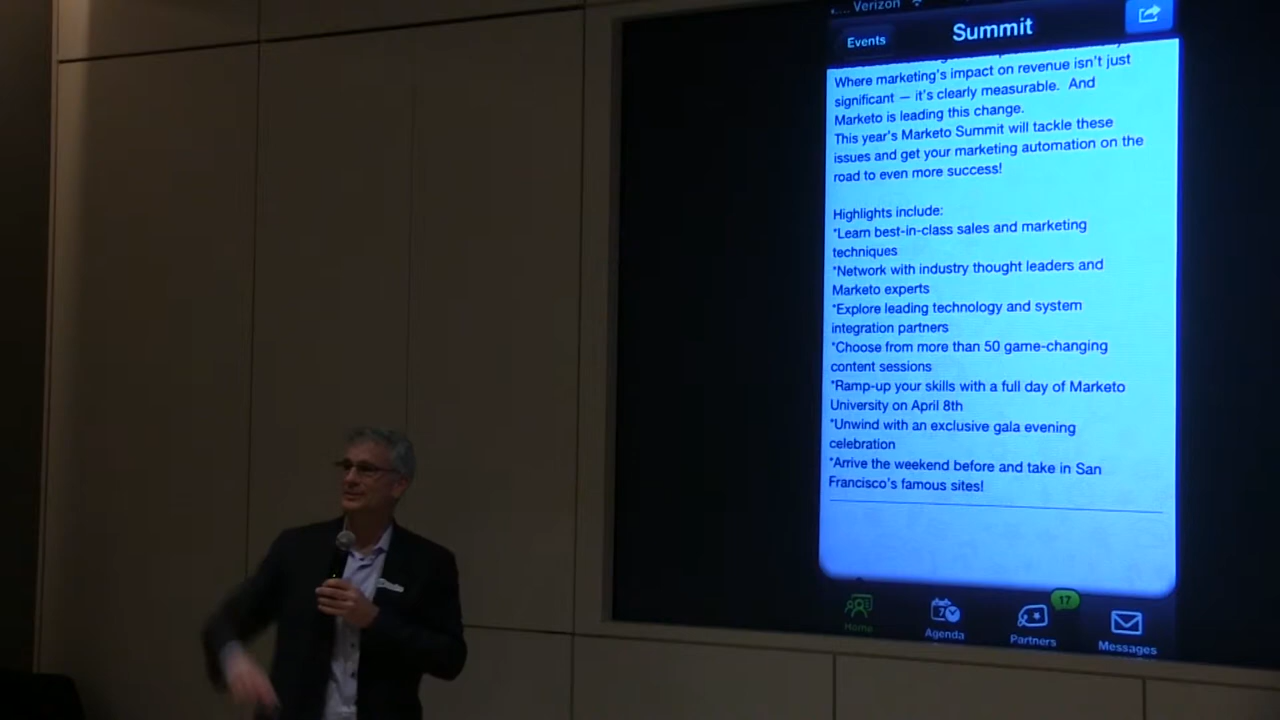 Verizon
Events
Summit
Where marketing's impact on revenue isn't just
significant — it's clearly measurable. And
Marketo is leading this change.
This year's Marketo Summit will tackle these
issues and get your marketing automation on the
road to even more success!
Highlights include:
*Learn best-in-class sales and marketing
techniques
*Network with industry thought leaders and
Marketo experts
*Explore leading technology and system
integration partners
*Choose from more than 50 game-changing
content sessions
*Ramp-up your skills with a full day of Marketo
University on April 8th
*Unwind with an exclusive gala evening
celebration
*Arrive the weekend before and take in San
Francisco's famous sites!
17
7
Home
Agenda
Partners
Messages